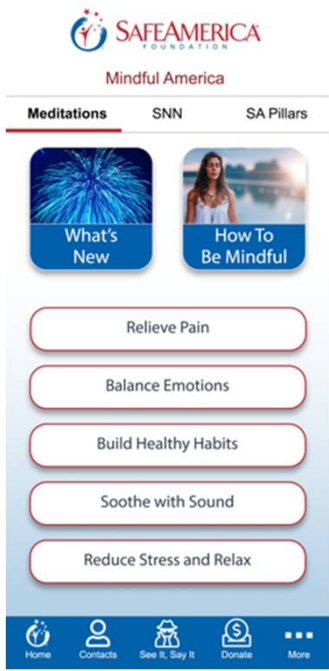 SAFEAMERICA
FOUNDATION
Mindful America
Meditations SNN SA Pillars
What's
New
How To
Be Mindful
Relieve Pain
Balance Emotions
Build Healthy Habits
Soothe with Sound
Reduce Stress and Relax
Home Contacts See It, Say It Donate More